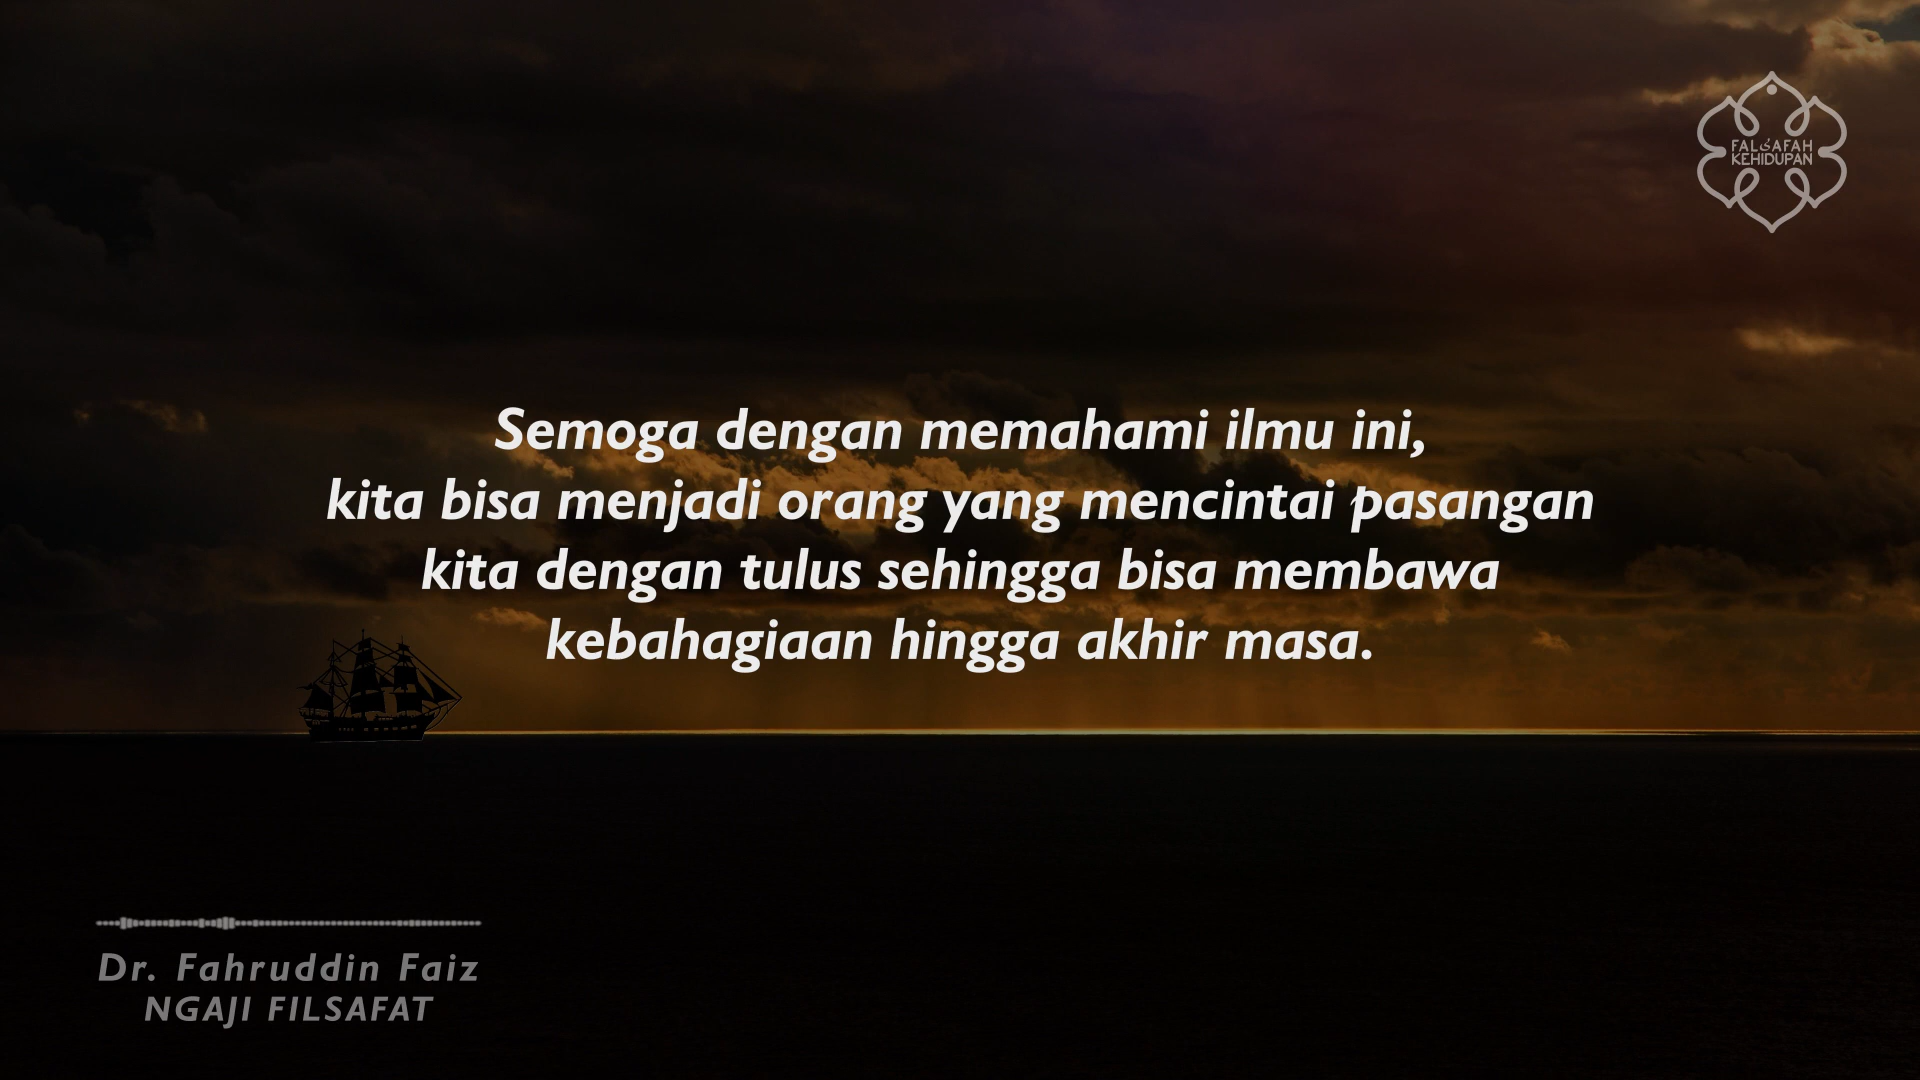 FALSAFAH
KEHIDUPAN
Semoga dengan memahami ilmu ini,
kita bisa menjadi orang yang mencintai pasangan
kita dengan tulus sehingga bisa membawa
kebahagiaan hingga akhir masa.
Dr. Fahruddin Faiz
NGAJI FILSAFAT